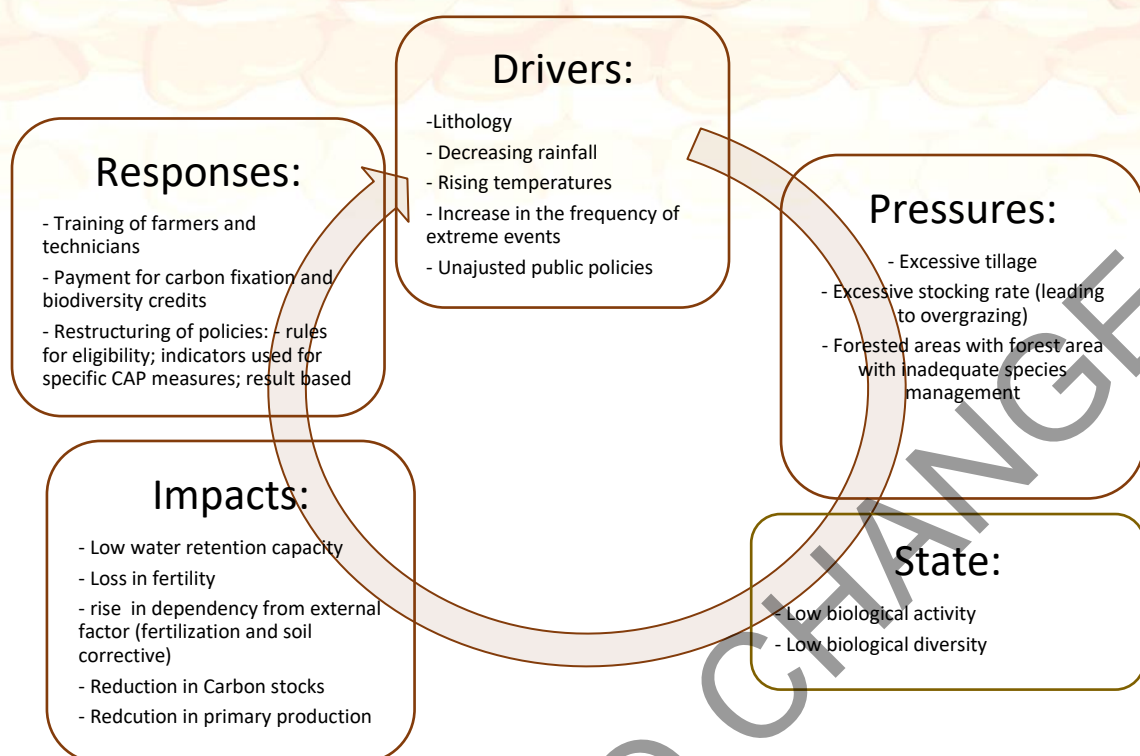 Drivers:
-Lithology
- Decreasing rainfall
- Rising temperatures
- Increase in the frequency of
extreme events
- Unajusted public policies
Pressures:
- Excessive tillage
- Excessive stocking rate (leading
to overgrazing)
- Forested areas with forest area
with inadequate species
management
State:
- Low biological activity
- Low biological diversity
Impacts:
- Low water retention capacity
- Loss in fertility
- rise  in dependency from external
factor (fertilization and soil
corrective)
- Reduction in Carbon stocks
- Redcution in primary production
Responses:
- Training of farmers and
technicians
- Payment for carbon fixation and
biodiversity credits
- Restructuring of policies: - rules
for eligibility; indicators used for
specific CAP measures; result based
CHANGE